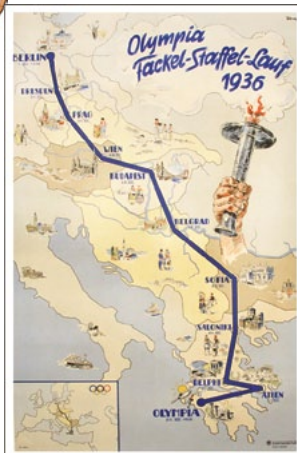 Olympia
Fackel-Staffel-Lauf
1936
BERLIN
DRESDEN
PRAG
WIEN
BUDAPEST
BELGRAD
SOFIA
SALONIKI
DELPHI
ATHEN
OLYMPIA